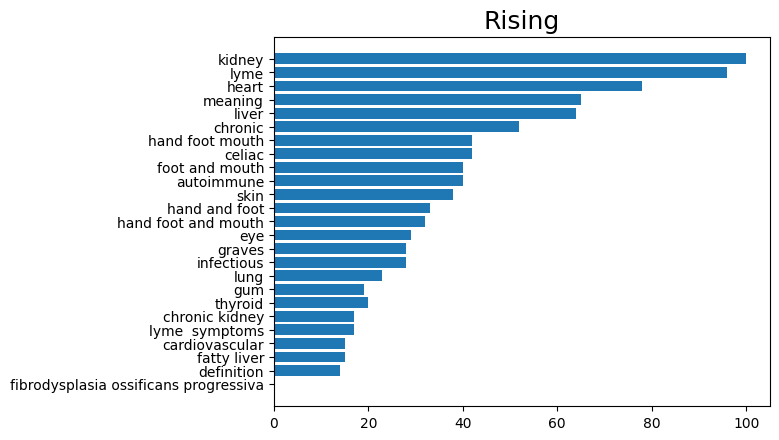 Rising
kidney
lyme
heart
meaning
liver
chronic
hand foot mouth
celiac
foot and mouth
autoimmune
skin
hand and foot
hand foot and mouth
eye
graves
infectious
lung
gum
thyroid
chronic kidney
lyme  symptoms
cardiovascular
fatty liver
definition
fibrodysplasia ossificans progressiva
0 20 40 60 80 100